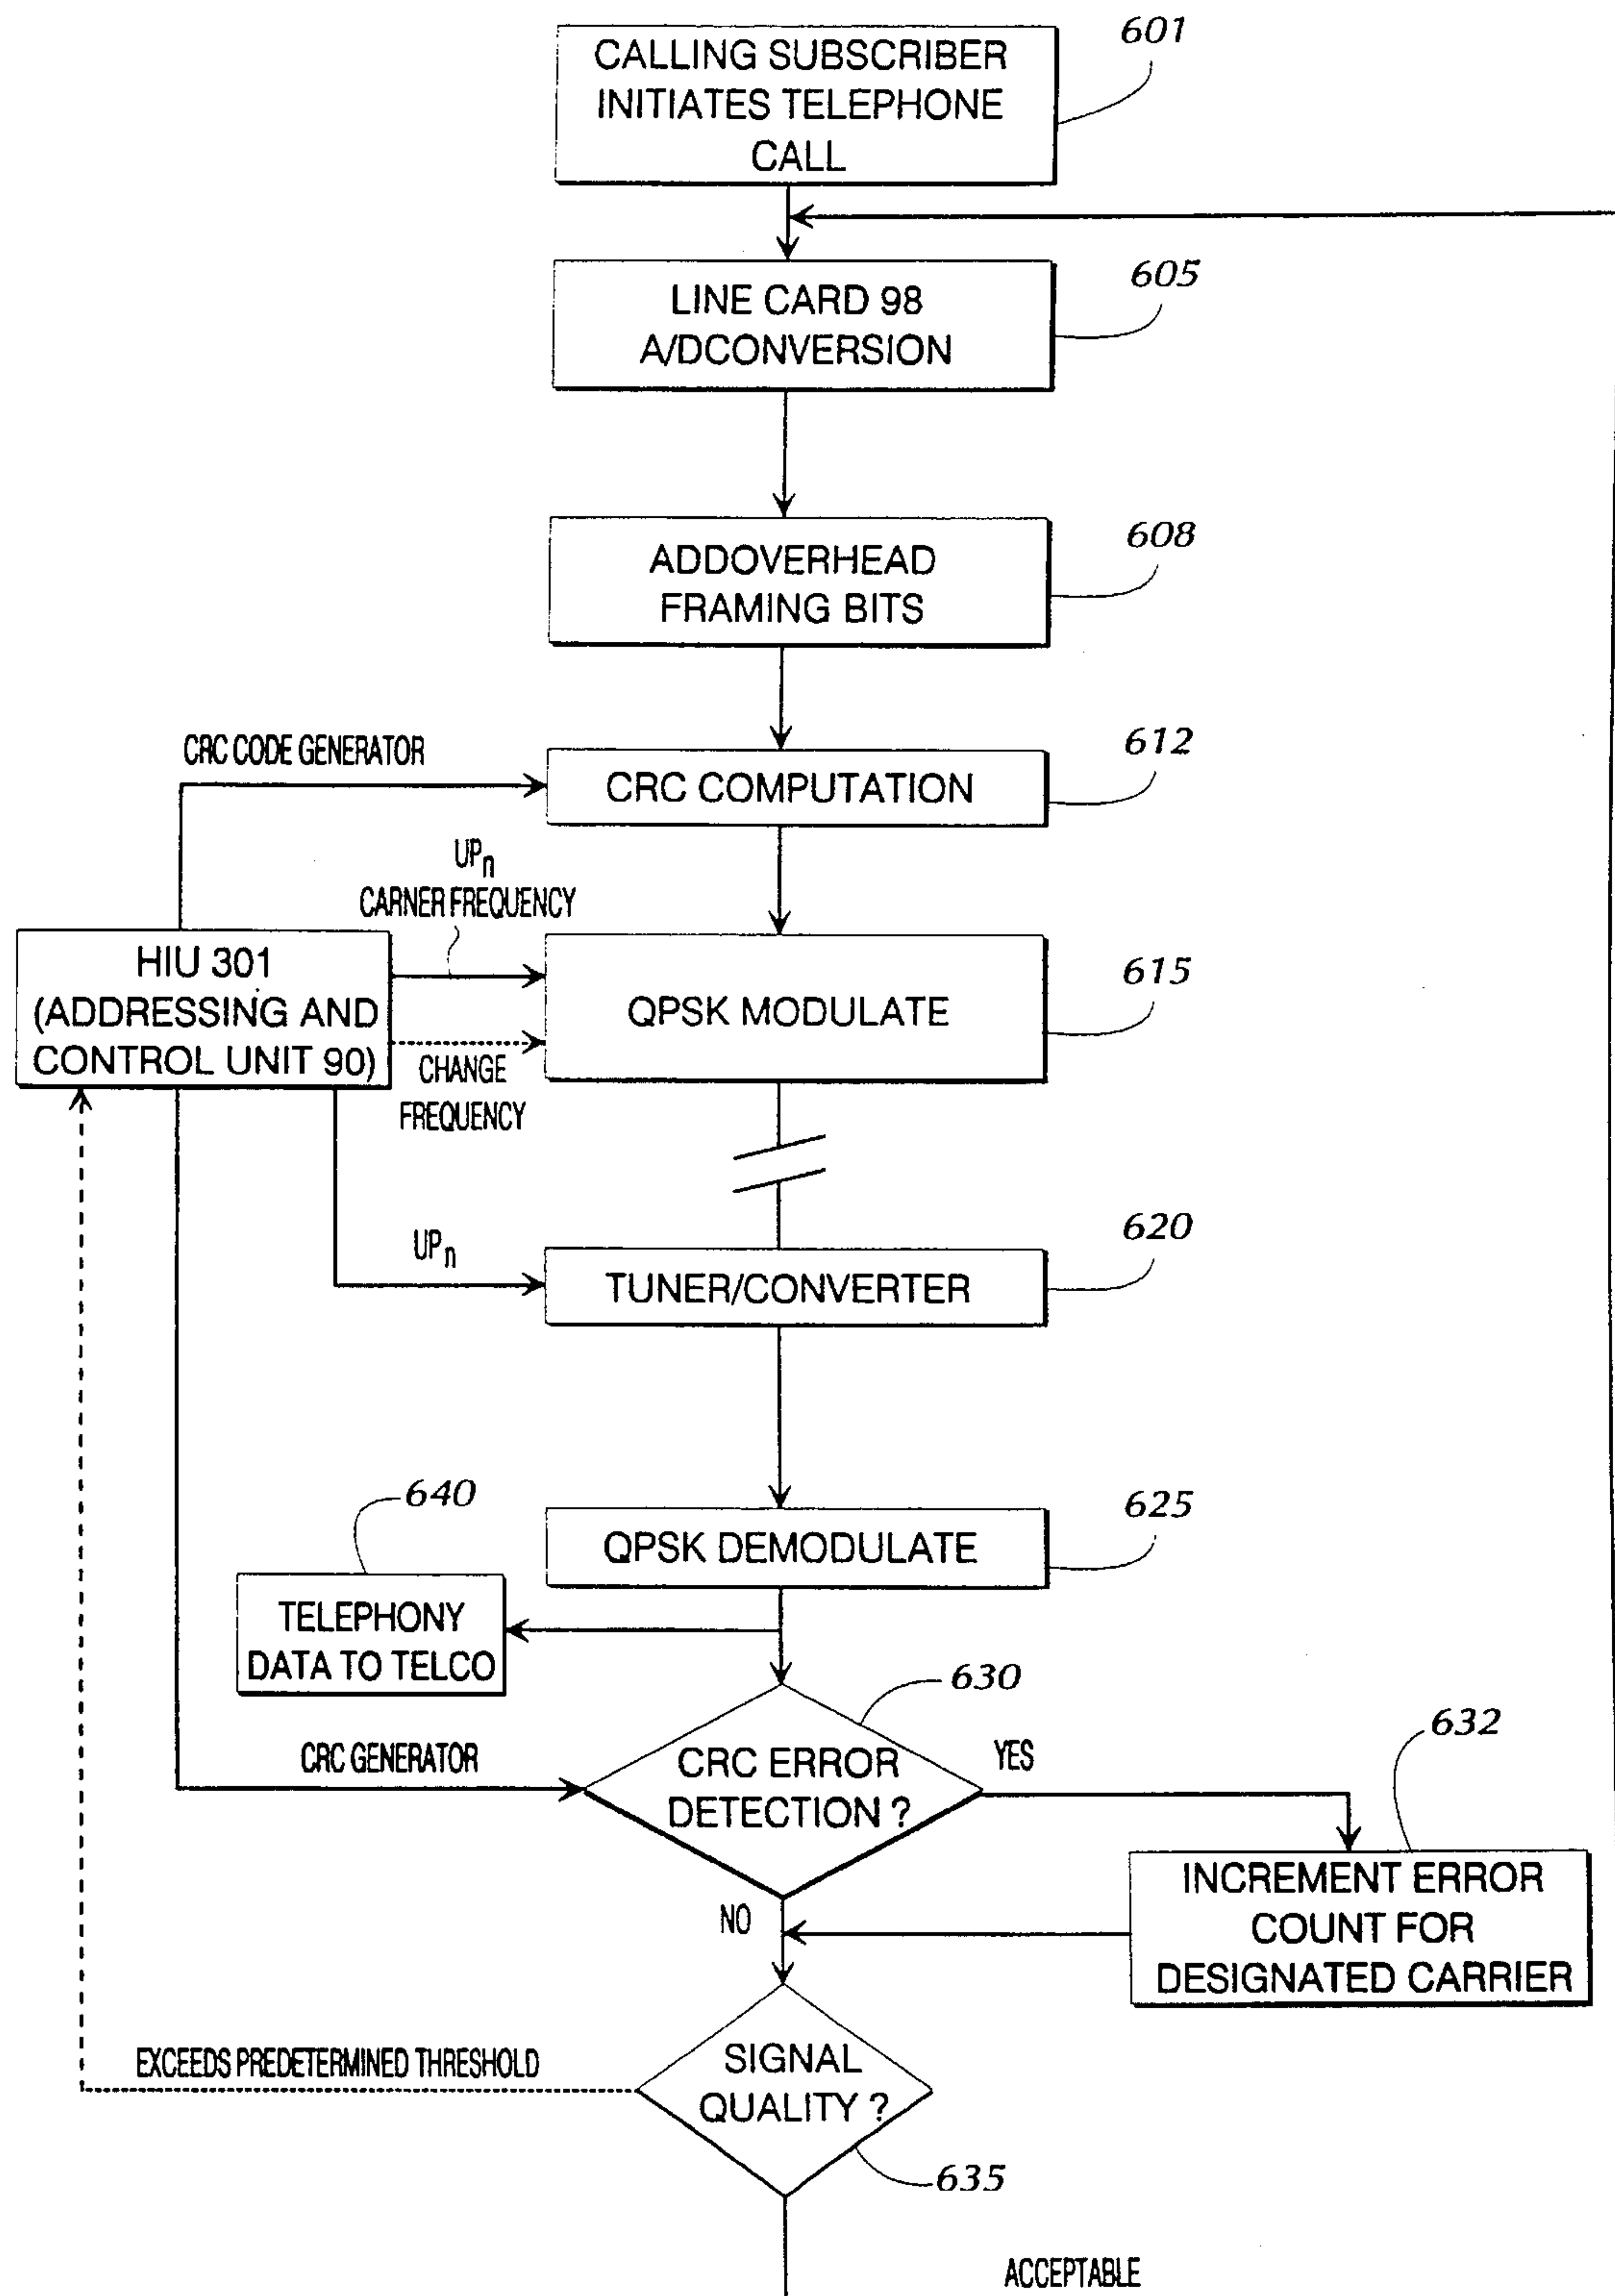 601
CALLING SUBSCRIBER
INITIATES TELEPHONE
CALL
605
LINE CARD 98
A/DCONVERSION
608
ADDOVERHEAD
FRAMING BITS
CRC CODE GENERATOR
612
CRC COMPUTATION
UPn
CARNER FREQUENCY
HIU 301
(ADDRESSING AND
CONTROL UNIT 90)
615
QPSK MODULATE
CHANGE
FREQUENCY
620
UPn
TUNER/CONVERTER
640
625
QPSK DEMODULATE
TELEPHONY
DATA TO TELCO
630
632
CRC GENERATOR
CRC ERROR
DETECTION ?
YES
NO
INCREMENT ERROR
COUNT FOR
DESIGNATED CARRIER
EXCEEDS PREDETERMINED THRESHOLD
SIGNAL
QUALITY ?
635
ACCEPTABLE